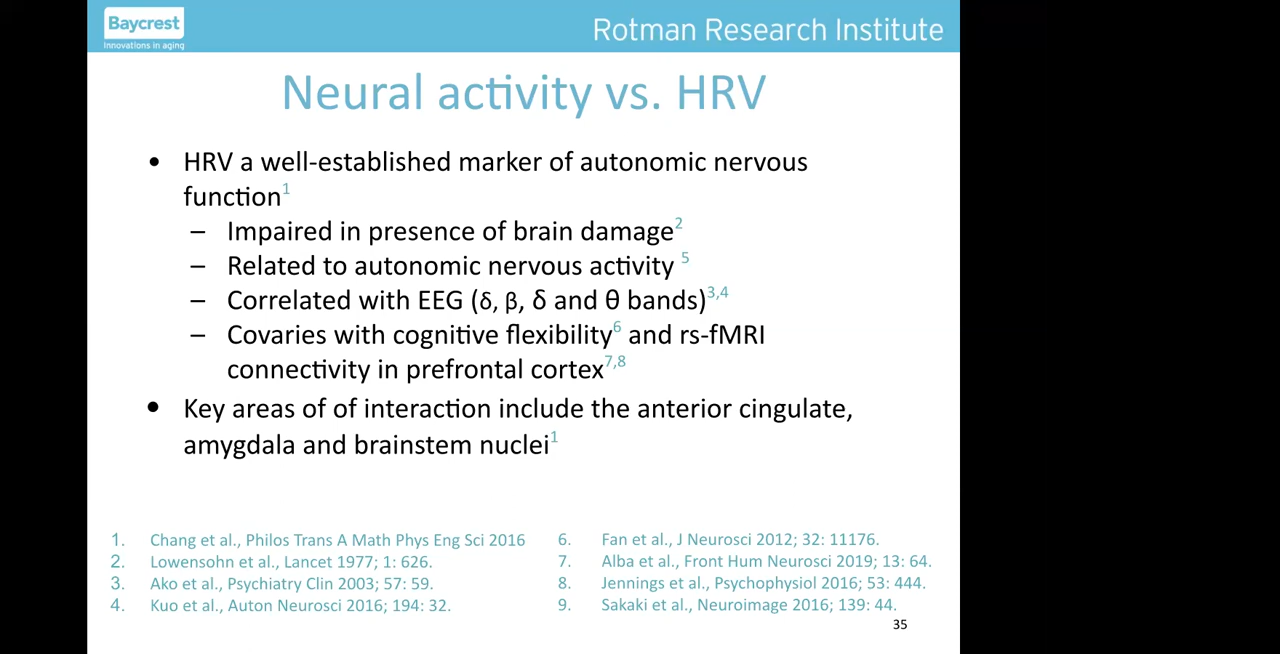 Baycrest
Innovations in aging
Rotman Research Institute
Neural activity vs. HRV
• HRV a well-established marker of autonomic nervous
function1
– Impaired in presence of brain damage2
– Related to autonomic nervous activity 5
– Correlated with EEG (δ, β, δ and θ bands)3,4
– Covaries with cognitive flexibility6 and rs-fMRI
connectivity in prefrontal cortex7,8
• Key areas of of interaction include the anterior cingulate,
amygdala and brainstem nuclei1
1. Chang et al., Philos Trans A Math Phys Eng Sci 2016
2. Lowensohn et al., Lancet 1977; 1: 626.
3. Ako et al., Psychiatry Clin 2003; 57: 59.
4. Kuo et al., Auton Neurosci 2016; 194: 32.
6. Fan et al., J Neurosci 2012; 32: 11176.
7. Alba et al., Front Hum Neurosci 2019; 13: 64.
8. Jennings et al., Psychophysiol 2016; 53: 444.
9. Sakaki et al., Neuroimage 2016; 139: 44.
35